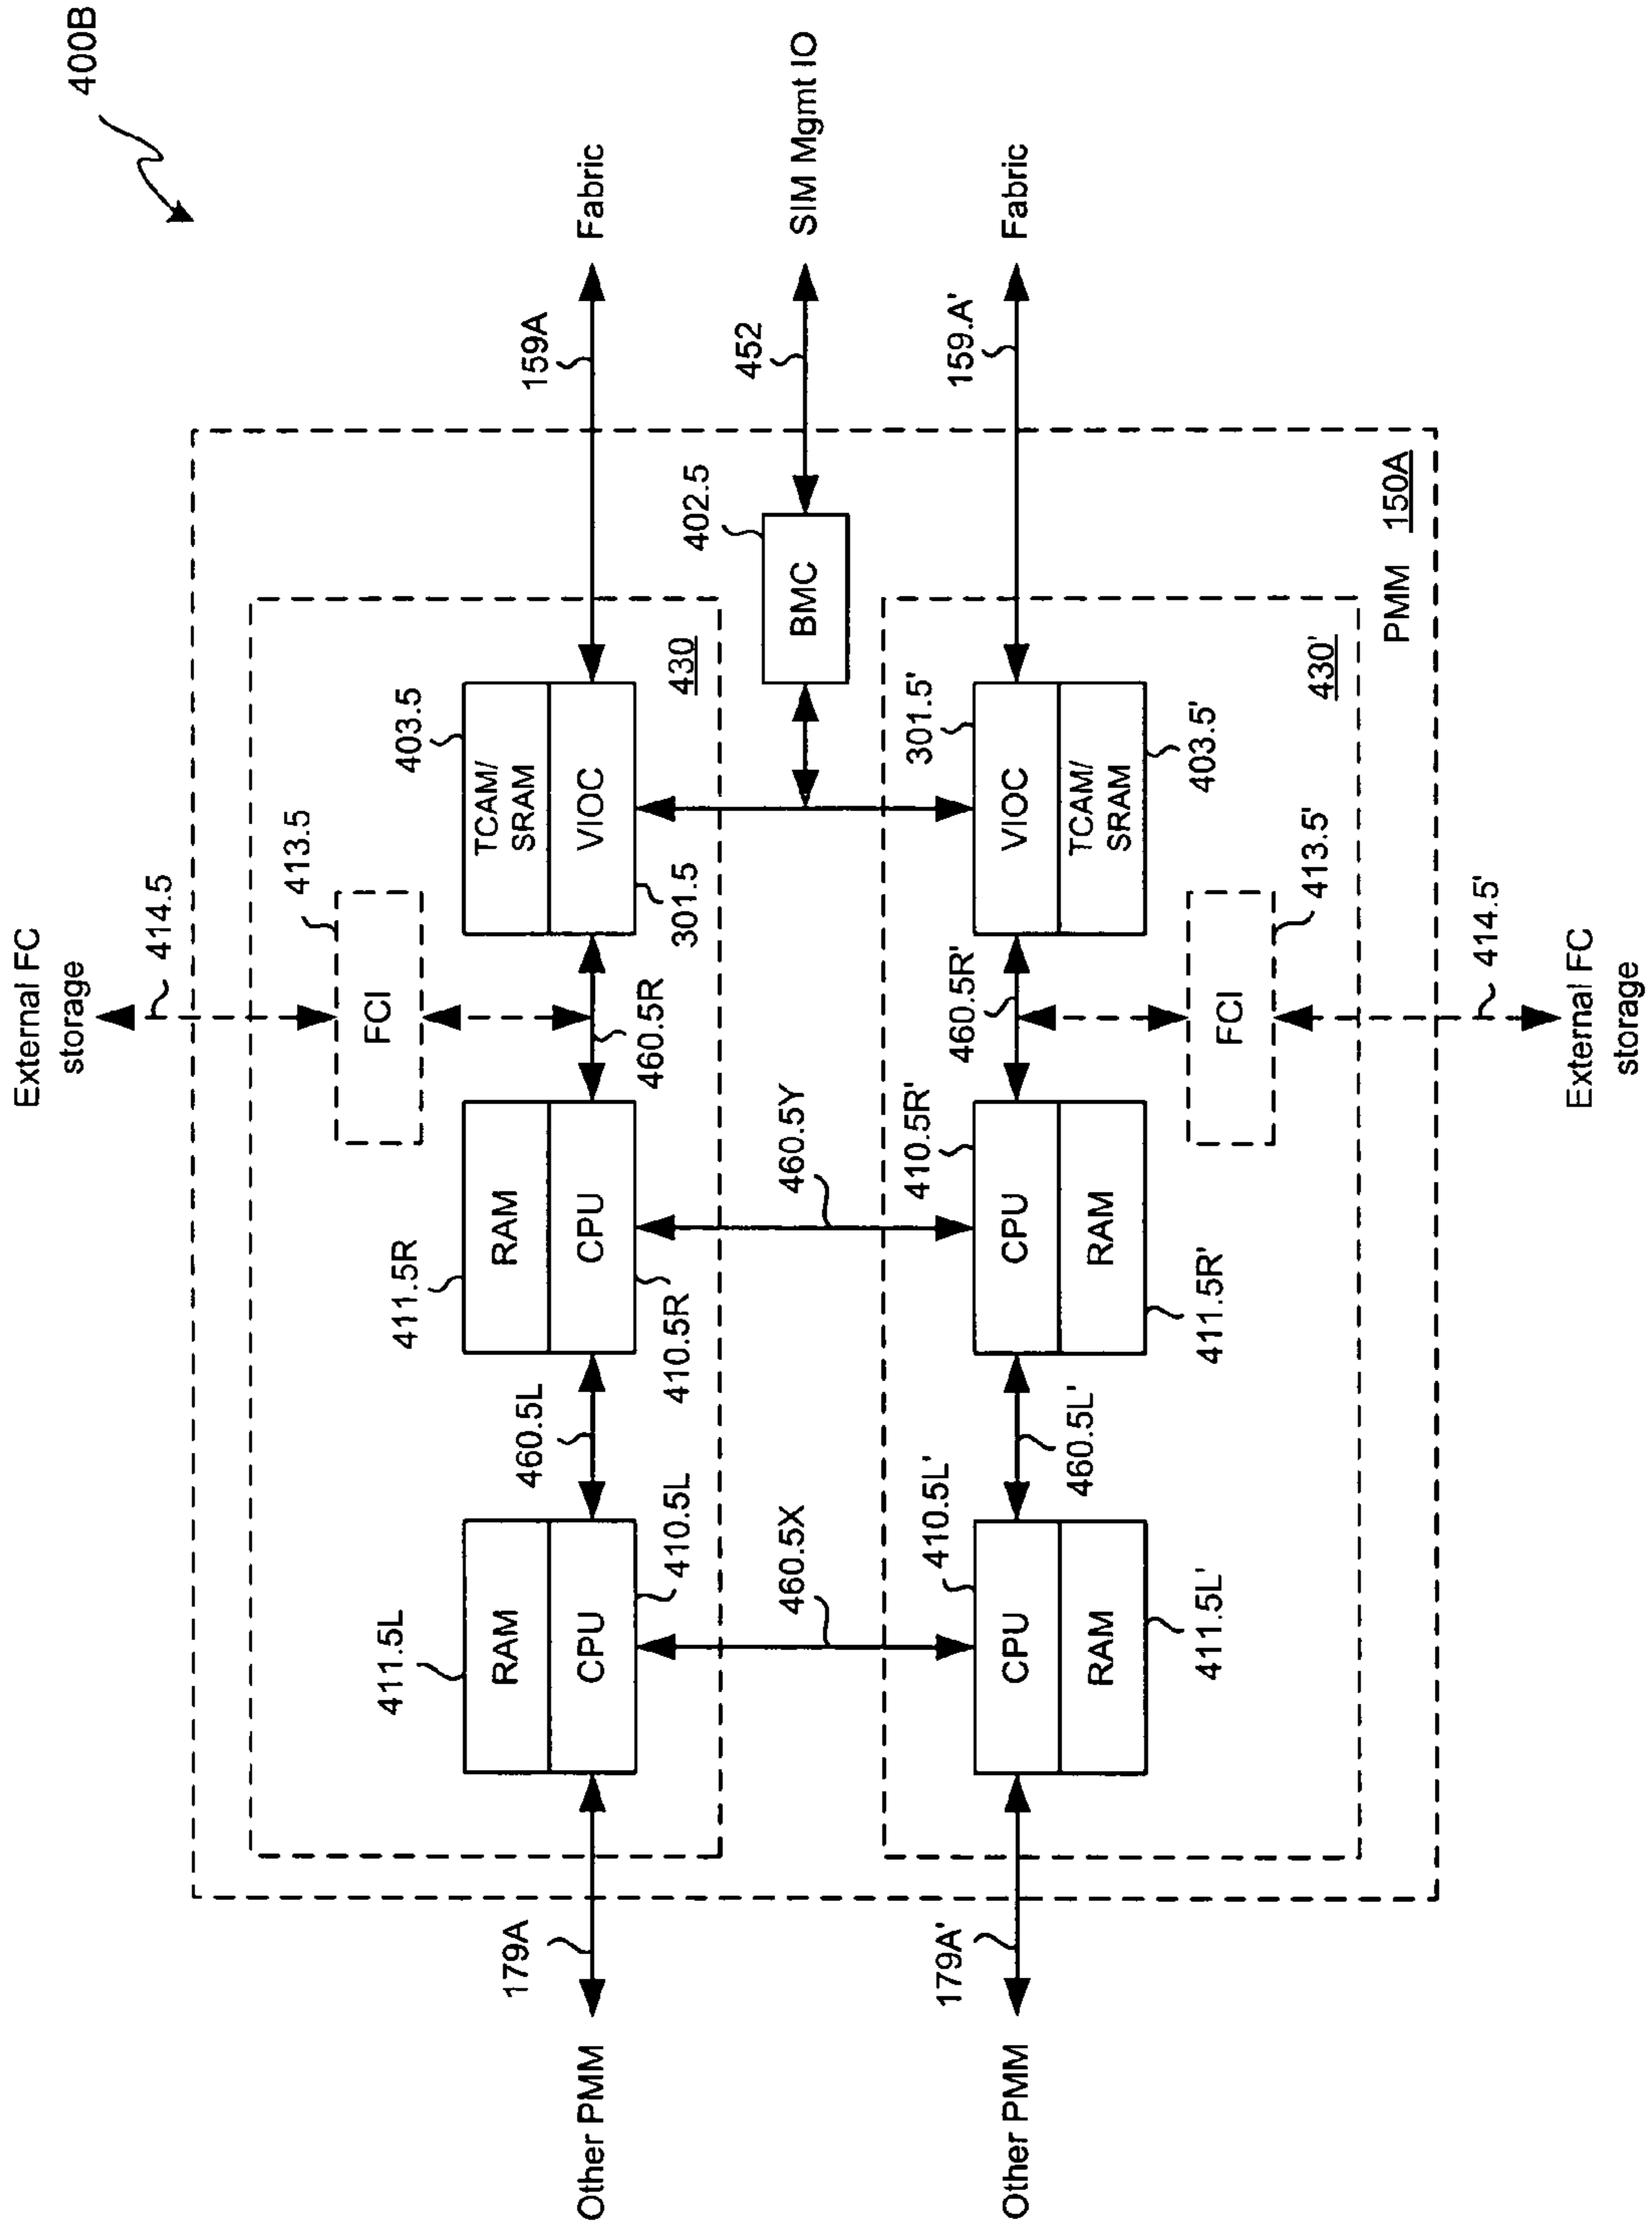 400B
External FC
storage
414.5
413.5
FCI
403.5
TCAM/
SRAM
VIOC
301.5
430
159A
Fabric
411.5L
RAM
CPU
410.5L
460.5L
411.5R
RAM
CPU
410.5R
460.5R
179A
Other PMM
460.5X
460.5Y
402.5
BMC
452
SIM Mgmt IO
410.5L'
CPU
RAM
411.5L'
460.5L'
410.5R'
CPU
RAM
411.5R'
460.5R'
301.5'
VIOC
TCAM/
SRAM
403.5'
159.A'
Fabric
179A'
Other PMM
FCI
413.5'
430'
PMM 150A
414.5'
External FC
storage